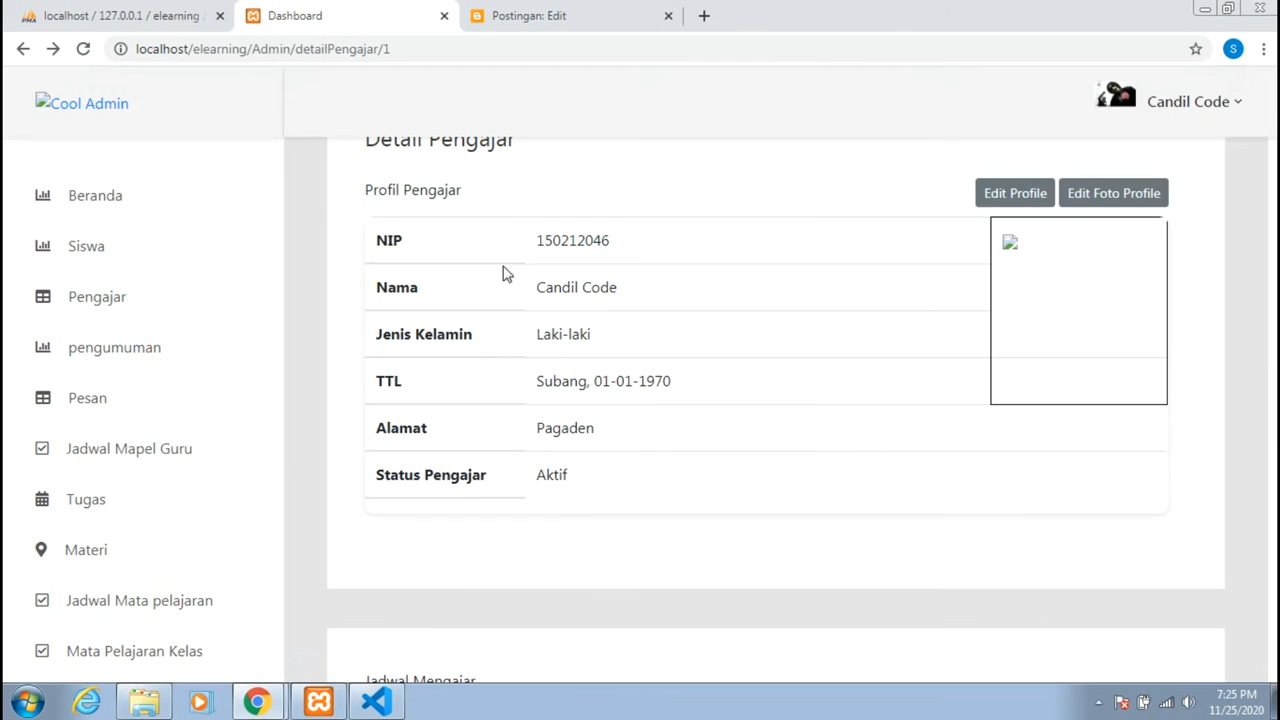 localhost / 127.0.0.1 / elearning
Dashboard
Postingan: Edit
localhost/elearning/Admin/detailPengajar/1
S
Cool Admin
Candil Code
Detail Pengajar
Beranda
Siswa
Pengajar
pengumuman
Pesan
Jadwal Mapel Guru
Tugas
Materi
Jadwal Mata pelajaran
Mata Pelajaran Kelas
Profil Pengajar
Edit Profile
Edit Foto Profile
NIP 150212046
Nama Candil Code
Jenis Kelamin Laki-laki
TTL Subang, 01-01-1970
Alamat Pagaden
Status Pengajar Aktif
Jadwal Mengajar
7:25 PM
11/25/2020